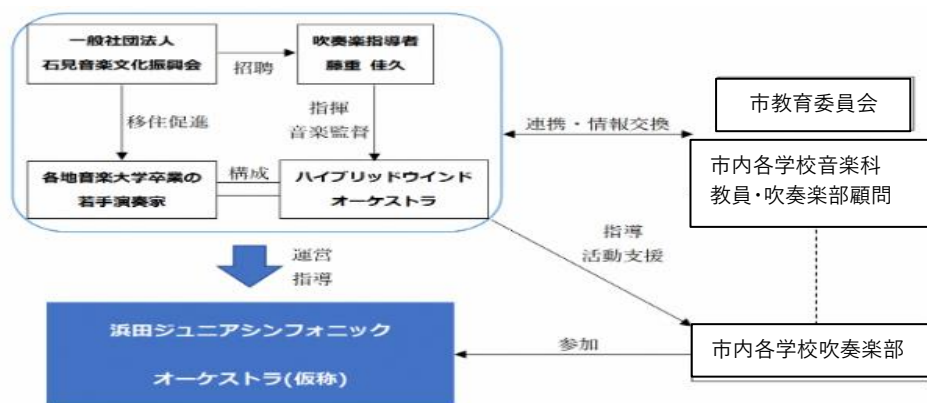 一般社団法人
石見音楽文化振興会
招聘
吹奏楽指導者
藤重 佳久
移住促進
指揮
音楽監督
各地音楽大学卒業の
若手演奏家
構成
ハイブリッドウインド
オーケストラ
連携・情報交換
市教育委員会
市内各学校音楽科
教員・吹奏楽部顧問
運営
指導
指導
活動支援
浜田ジュニアシンフォニック
オーケストラ(仮称)
参加
市内各学校吹奏楽部